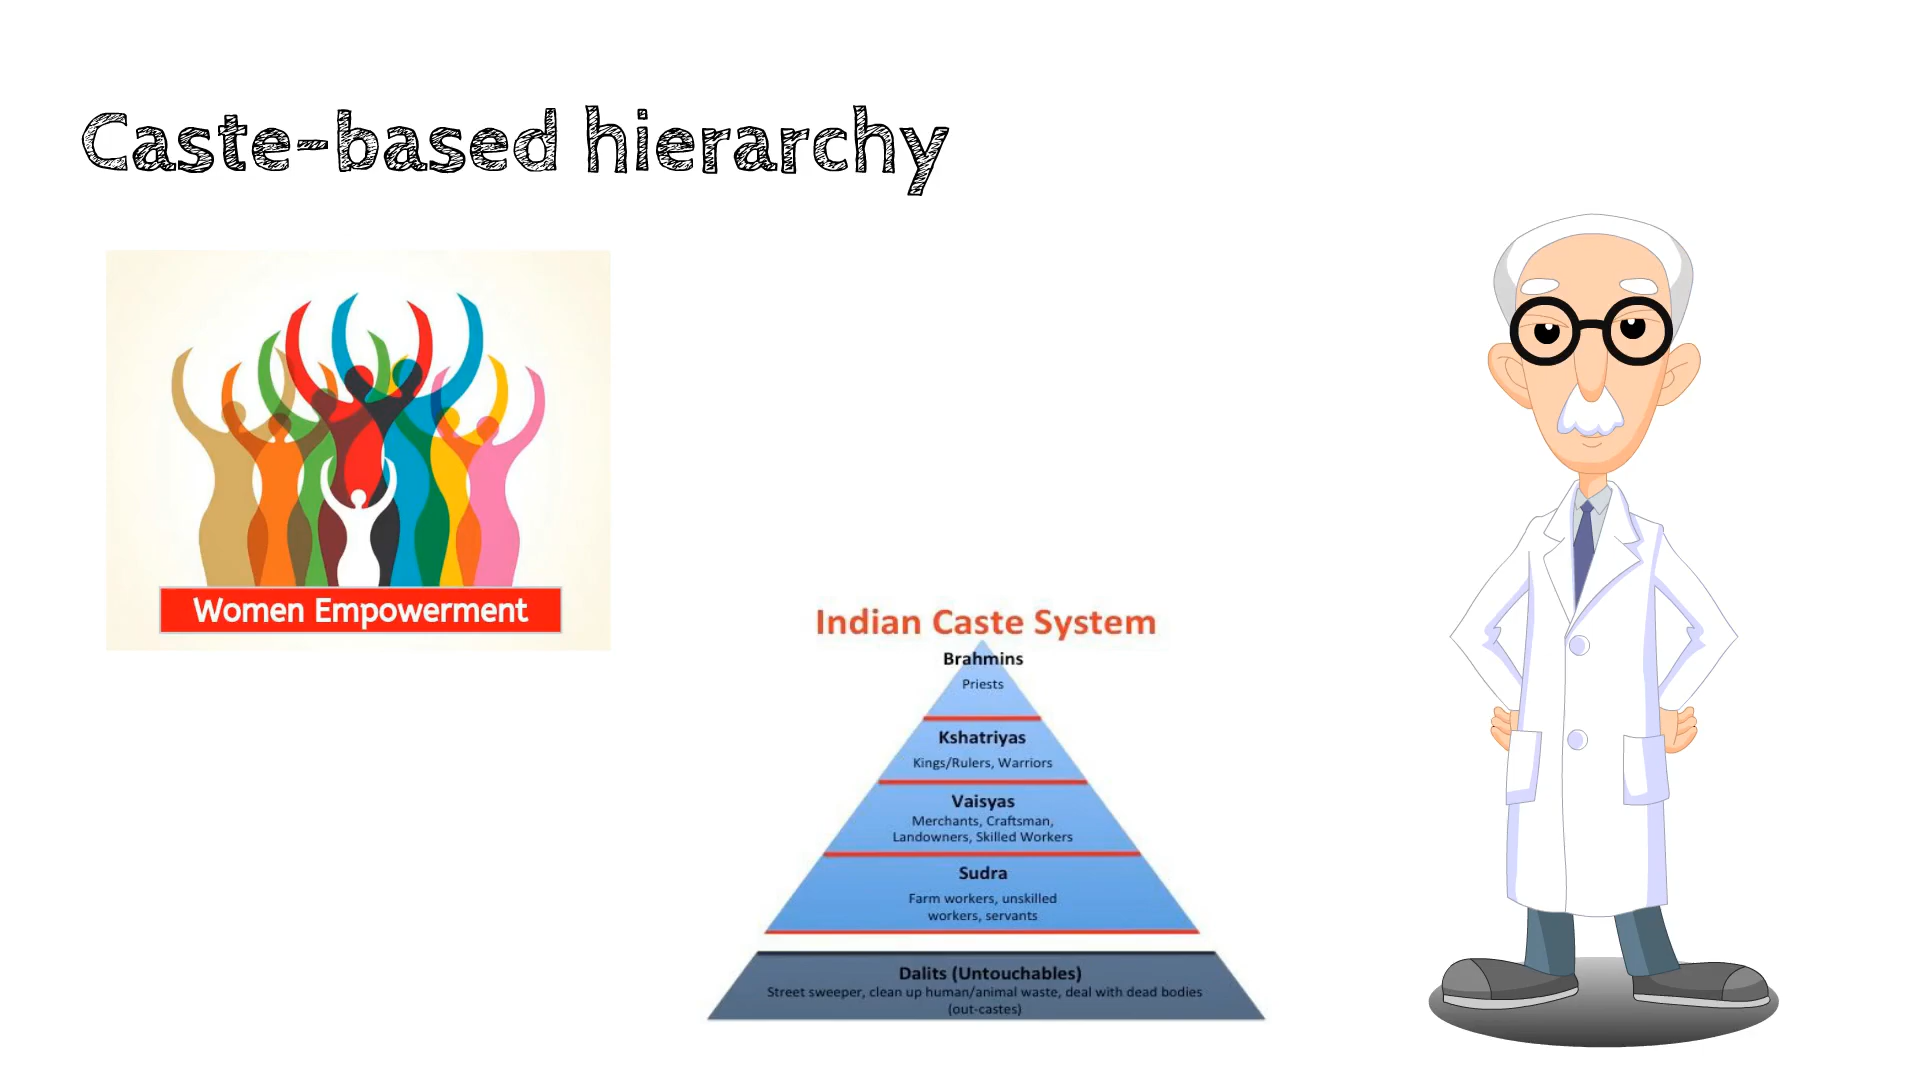 Caste-based hierarchy
Women Empowerment
Indian Caste System
Brahmins
Priests
Kshatriyas
Kings/Rulers, Warriors
Vaisyas
Merchants, Craftsman,
Landowners, Skilled Workers
Sudra
Farm workers, unskilled
workers, servants
Dalits (Untouchables)
Street sweeper, clean up human/animal waste, deal with dead bodies
(out-castes)